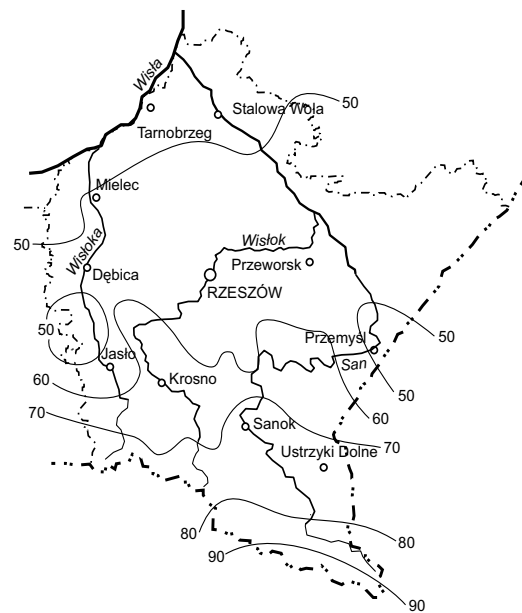 Wisła
50
Stalowa Wola
Tarnobrzeg
Mielec
50
Wisłoka
Wisłok
Przeworsk
Dębica
RZESZÓW
50
50
Przemyśl
Jasło
San
60
Krosno
50
60
70
Sanok
70
Ustrzyki Dolne
80
80
90
90